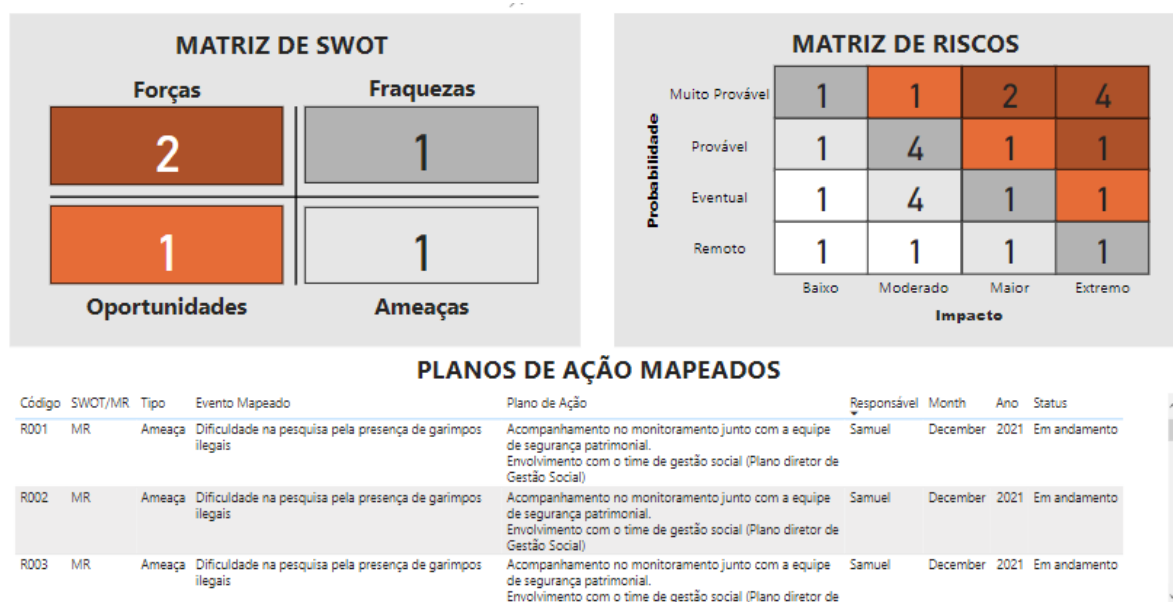 MATRIZ DE SWOT
Forças
Fraquezas
2
1
1
1
Oportunidades
Ameaças
MATRIZ DE RISCOS
Probabilidade
Muito Provável 1 1 2 4
Provável 1 4 1 1
Eventual 1 4 1 1
Remoto 1 1 1 1
Baixo Moderado Maior Extremo
Impacto
PLANOS DE AÇÃO MAPEADOS
Código SWOT/MR Tipo Evento Mapeado Plano de Ação Responsável Month Ano Status
R001 MR Ameaça Dificuldade na pesquisa pela presença de garimpos Acompanhamento no monitoramento junto com a equipe Samuel December 2021 Em andamento
ilegais de segurança patrimonial.
Envolvimento com o time de gestão social (Plano diretor de
Gestão Social)
R002 MR Ameaça Dificuldade na pesquisa pela presença de garimpos Acompanhamento no monitoramento junto com a equipe Samuel December 2021 Em andamento
ilegais de segurança patrimonial.
Envolvimento com o time de gestão social (Plano diretor de
Gestão Social)
R003 MR Ameaça Dificuldade na pesquisa pela presença de garimpos Acompanhamento no monitoramento junto com a equipe Samuel December 2021 Em andamento
ilegais de segurança patrimonial.
Envolvimento com o time de gestão social (Plano diretor de